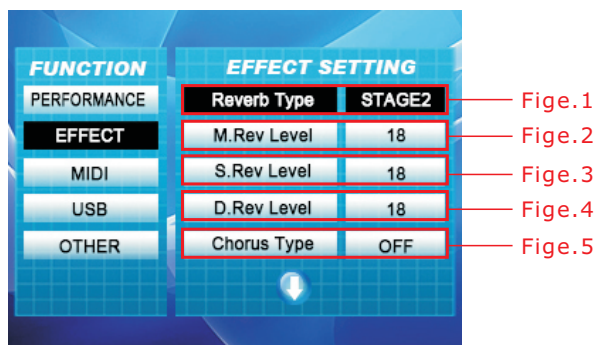 FUNCTION
PERFORMANCE
EFFECT
MIDI
USB
OTHER
EFFECT SETTING
Reverb Type STAGE2
M.Rev Level 18
S.Rev Level 18
D.Rev Level 18
Chorus Type OFF
Fige.1
Fige.2
Fige.3
Fige.4
Fige.5